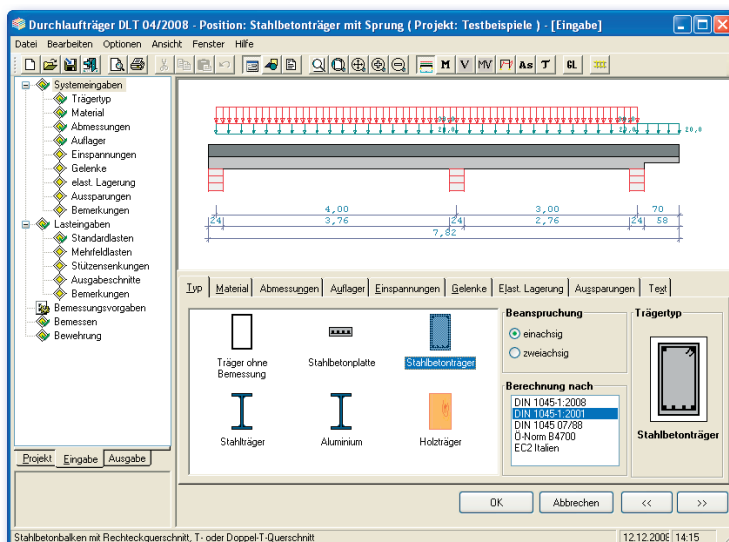 Durchlaufträger DLT 04/2008 - Position: Stahlbetonträger mit Sprung ( Projekt: Testbeispiele ) - [Eingabe]
Datei Bearbeiten Optionen Ansicht Fenster Hilfe
M V MV As T GL
Systemeingaben
Trägertyp
Material
Abmessungen
Auflager
Einspannungen
Gelenke
elast. Lagerung
Aussparungen
Bemerkungen
Lasteingaben
Standardlasten
Mehrfeldlasten
Stützensenkungen
Ausgabeschnitte
Bemerkungen
Bemessungsvorgaben
Bemessen
Bewehrung
Projekt Eingabe Ausgabe
20,0
4,00 3,00 70
24 3,76 24 2,76 24 58
7,82
Typ Material Abmessungen Auflager Einspannungen Gelenke Elast. Lagerung Aussparungen Text
Träger ohne
Bemessung
Stahlbetonplatte
Stahlbetonträger
Stahlträger
Aluminium
Holzträger
Beanspruchung
einachsig
zweiachsig
Berechnung nach
DIN 1045-1:2008
DIN 1045-1:2001
DIN 1045 07/88
Ö-Norm B4700
EC2 Italien
Trägertyp
Stahlbetonträger
OK Abbrechen << >>
Stahlbetonbalken mit Rechteckquerschnitt, T- oder Doppel-T-Querschnitt 14:15